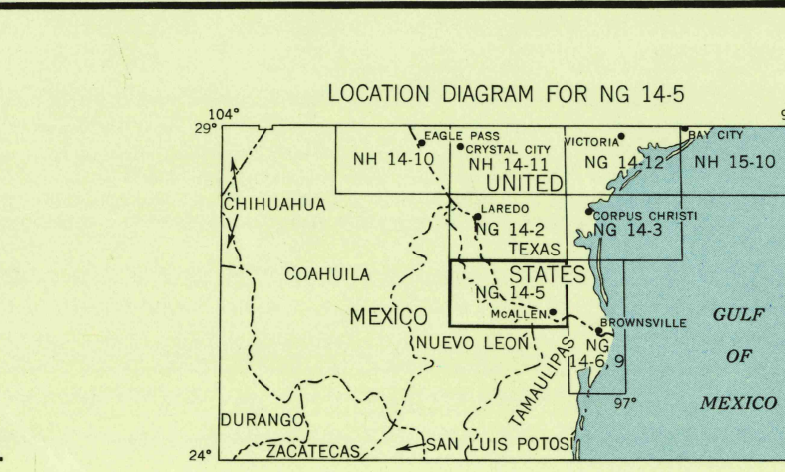 LOCATION DIAGRAM FOR NG 14-5
104°
29°
EAGLE PASS
CRYSTAL CITY
VICTORIA
BAY CITY
NH 14-10
NH 14-11
NG 14-12
NH 15-10
UNITED
CHIHUAHUA
LAREDO
CORPUS CHRISTI
NG 14-2
NG 14-3
TEXAS
COAHUILA
STATES
NG 14-5
MEXICO
McALLEN
BROWNSVILLE
GULF
OF
MEXICO
NUEVO LEON
NG
14-6, 9
TAMAULIPAS
97°
DURANGO
ZACATECAS
SAN LUIS POTOSI
24°